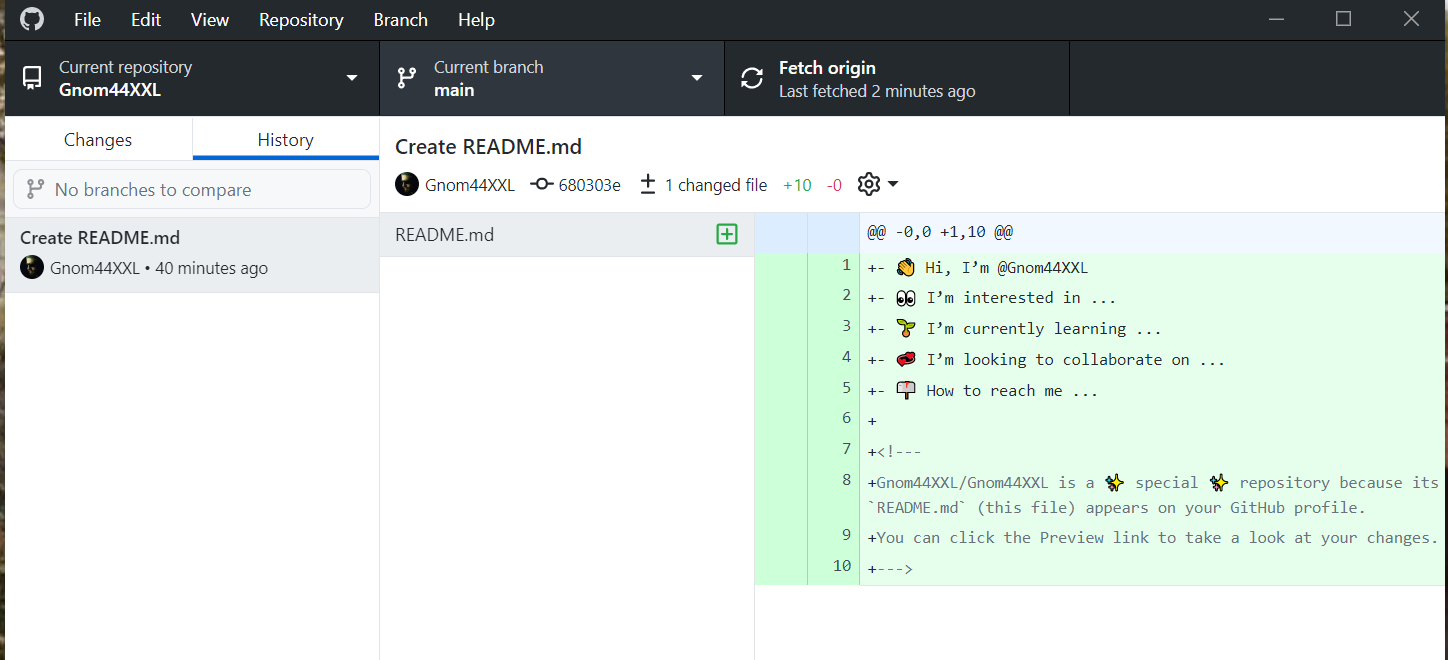 File Edit View Repository Branch Help
Current repository
Gnom44XXL
Current branch
main
Fetch origin
Last fetched 2 minutes ago
Changes
History
No branches to compare
Create README.md
Gnom44XXL • 40 minutes ago
Create README.md
Gnom44XXL 680303e 1 changed file +10 -0
README.md
@@ -0,0 +1,10 @@
1 +- 👋 Hi, I’m @Gnom44XXL
2 +- 👀 I’m interested in ...
3 +- 🌱 I’m currently learning ...
4 +- 💞️ I’m looking to collaborate on ...
5 +- 📫 How to reach me ...
6 +
7 +<!---
8 +Gnom44XXL/Gnom44XXL is a ✨ special ✨ repository because its
`README.md` (this file) appears on your GitHub profile.
9 +You can click the Preview link to take a look at your changes.
10 +--->